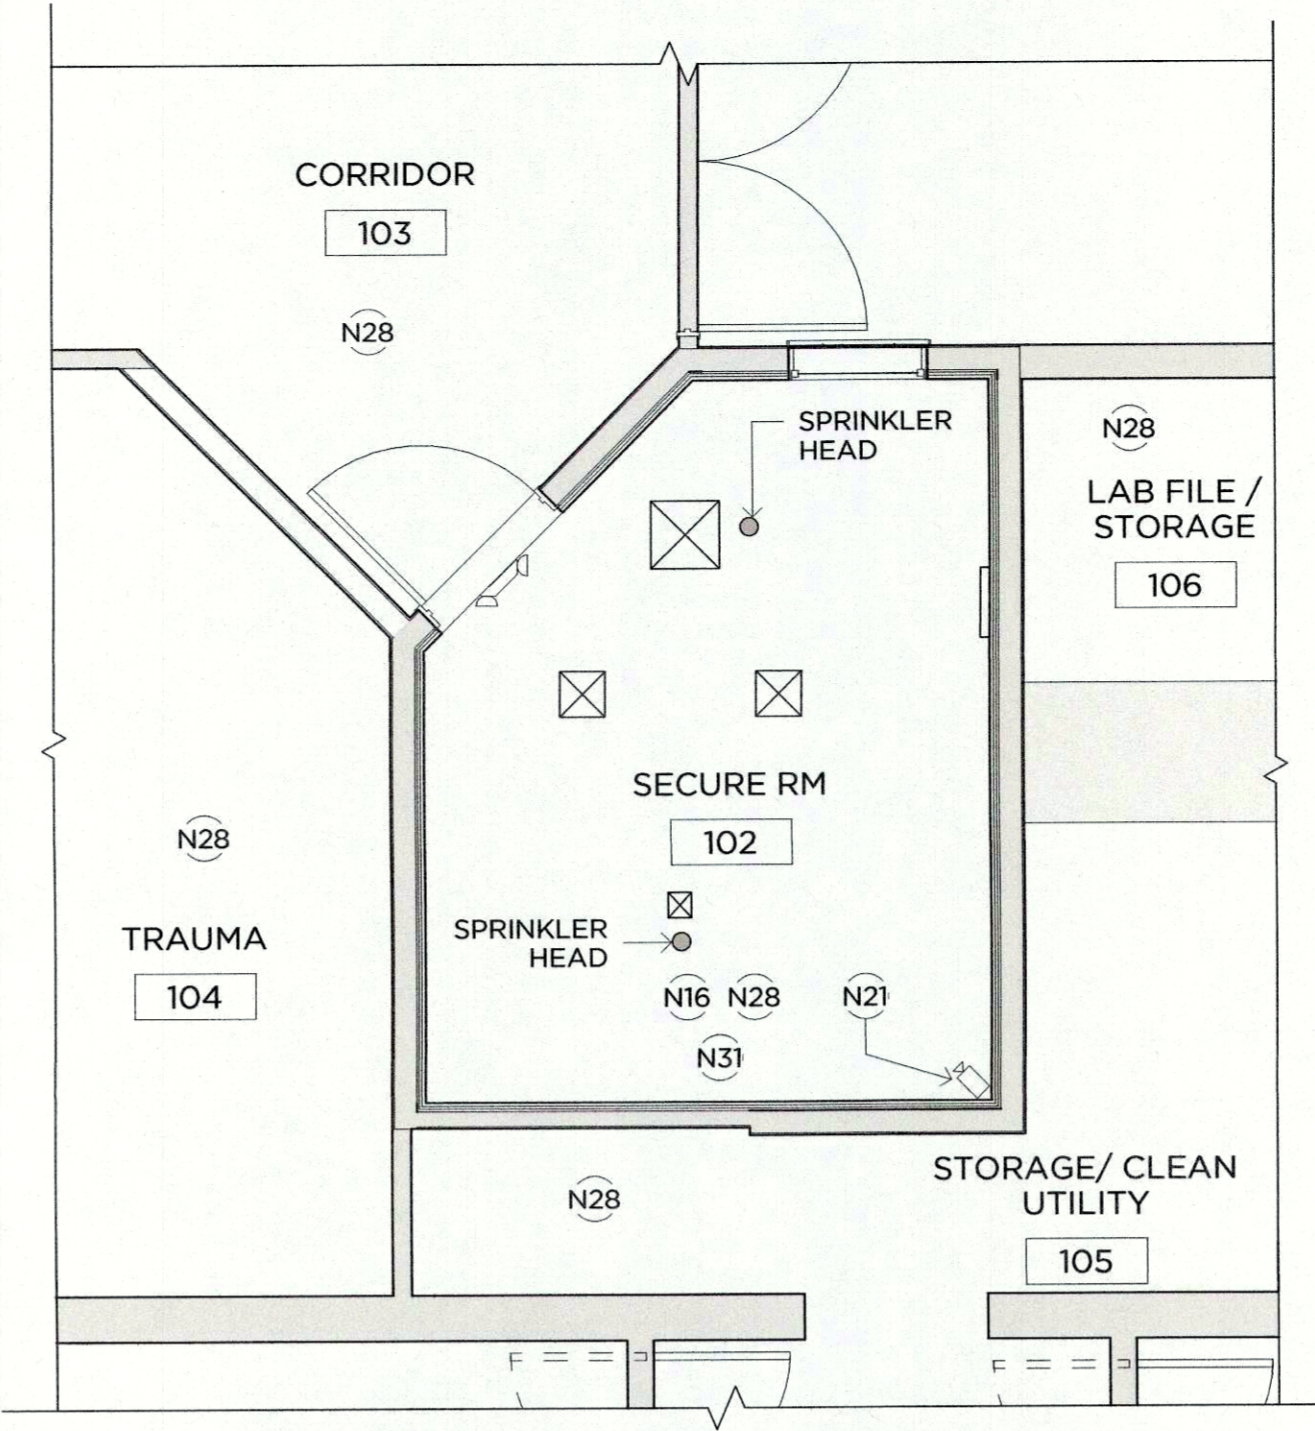 CORRIDOR
103
N28
SPRINKLER
HEAD
N28
LAB FILE /
STORAGE
106
SECURE RM
102
N28
TRAUMA
104
SPRINKLER
HEAD
N16
N28
N21
N31
STORAGE/ CLEAN
UTILITY
105
N28